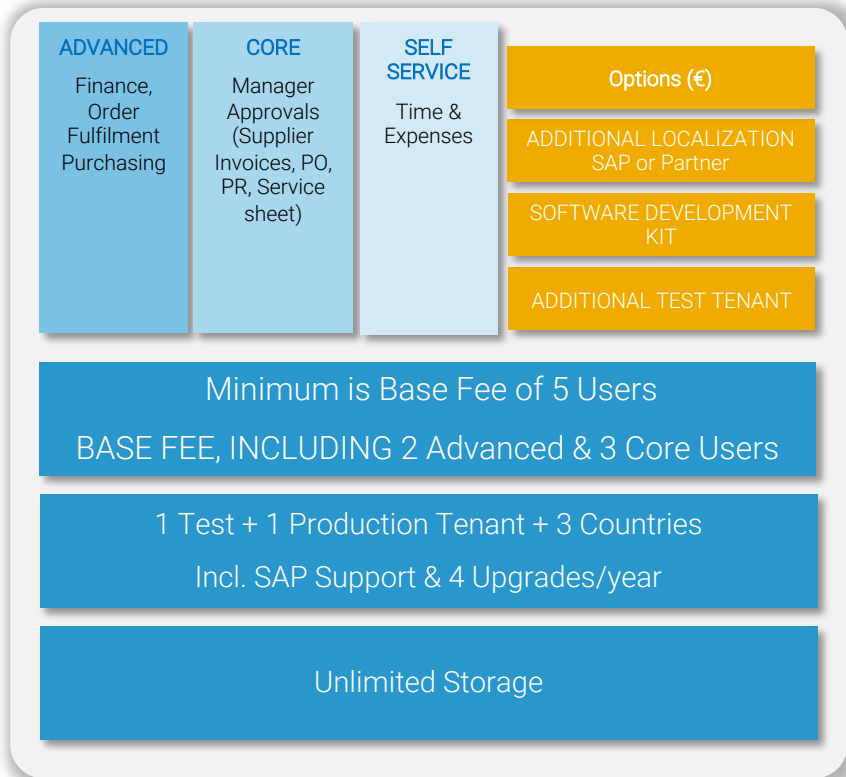 ADVANCED
Finance,
Order
Fulfilment
Purchasing
CORE
Manager
Approvals
(Supplier
Invoices, PO,
PR, Service
sheet)
SELF
SERVICE
Time &
Expenses
Options (€)
ADDITIONAL LOCALIZATION
SAP or Partner
SOFTWARE DEVELOPMENT
KIT
ADDITIONAL TEST TENANT
Minimum is Base Fee of 5 Users
BASE FEE, INCLUDING 2 Advanced & 3 Core Users
1 Test + 1 Production Tenant + 3 Countries
Incl. SAP Support & 4 Upgrades/year
Unlimited Storage